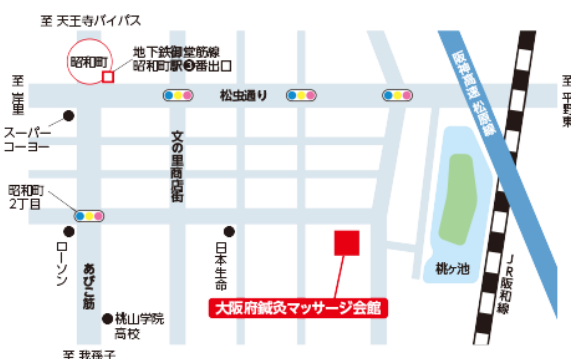 至 天王寺バイパス
昭和町
地下鉄御堂筋線
昭和町駅❸番出口
至 岸里
松虫通り
至 平野東
阪神高速 松原線
スーパー
コーヨー
文の里商店街
昭和町
2丁目
ローソン
あびこ筋
日本生命
桃ヶ池
JR阪和線
大阪府鍼灸マッサージ会館
桃山学院
高校
至 我孫子